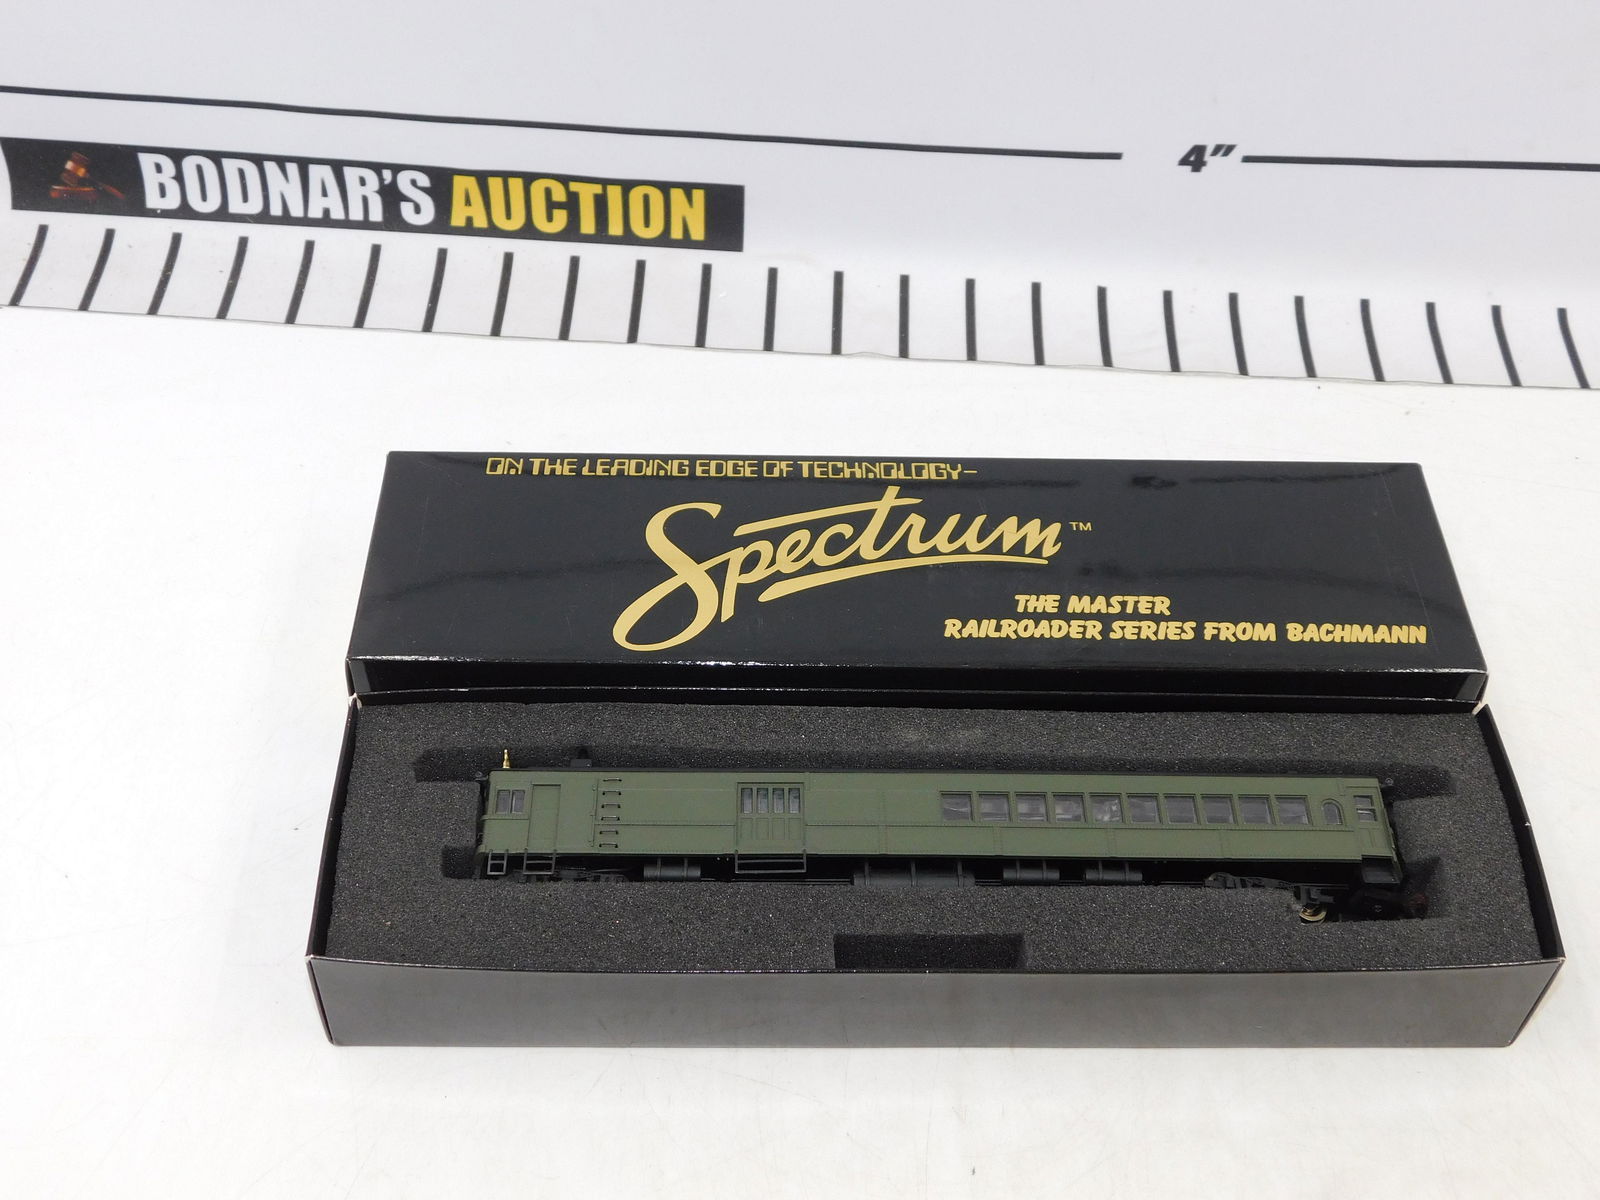 4"
BODNAR'S AUCTION
ON THE LEADING EDGE OF TECHNOLOGY-
Spectrum™
THE MASTER
RAILROADER SERIES FROM BACHMANN